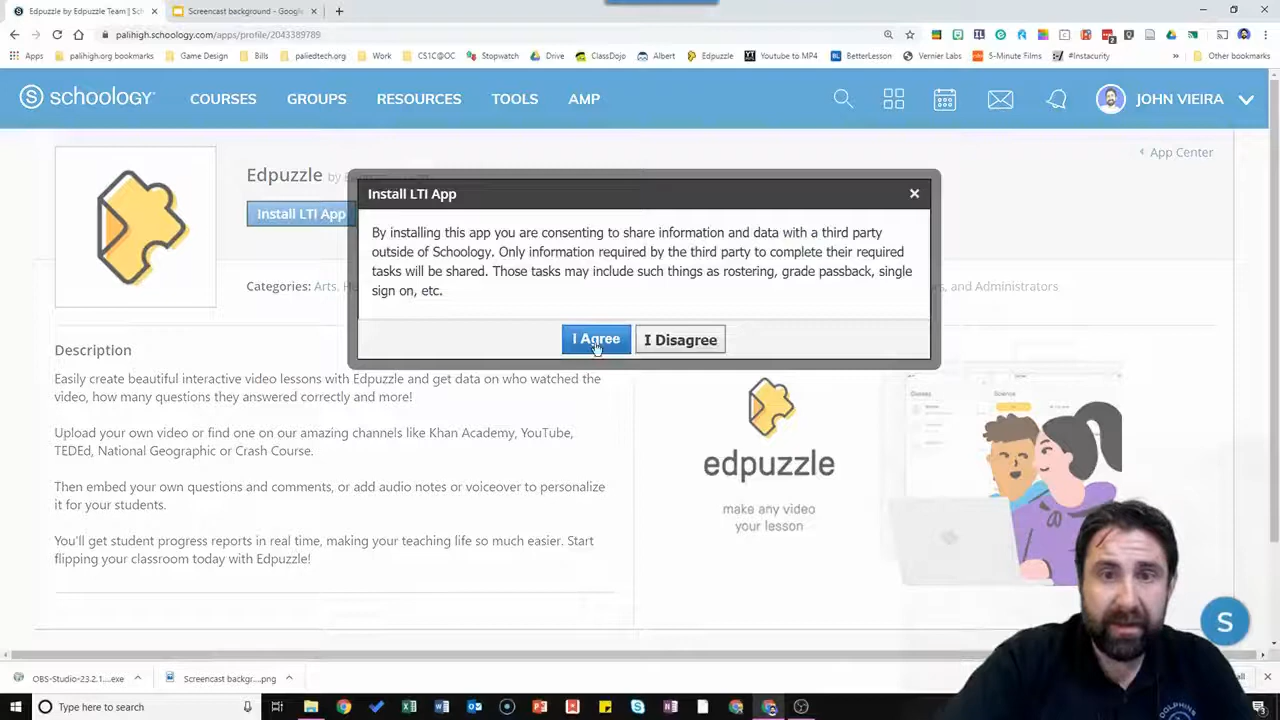 Edpuzzle by Edpuzzle Team || Sch
Screencast background - Google
palihigh.schoology.com/apps/profile/2043389789
Apps
palihigh.org bookmarks
Game Design
Bills
paliedtech.org
Work
CS1C@OC
Stopwatch
Drive
ClassDojo
Albert
Edpuzzle
Youtube to MP4
BetterLesson
Vernier Labs
5-Minute Films
#Instacurity
Other bookmarks
S schoology
COURSES
GROUPS
RESOURCES
TOOLS
AMP
JOHN VIEIRA
App Center
Edpuzzle by
Install LTI App
Install LTI App
By installing this app you are consenting to share information and data with a third party
outside of Schoology. Only information required by the third party to complete their required
tasks will be shared. Those tasks may include such things as rostering, grade passback, single
sign on, etc.
Categories: Arts,
and Administrators
I Agree
I Disagree
Description
Easily create beautiful interactive video lessons with Edpuzzle and get data on who watched the
video, how many questions they answered correctly and more!
Upload your own video or find one on our amazing channels like Khan Academy, YouTube,
TEDEd, National Geographic or Crash Course.
Then embed your own questions and comments, or add audio notes or voiceover to personalize
it for your students.
You'll get student progress reports in real time, making your teaching life so much easier. Start
flipping your classroom today with Edpuzzle!
edpuzzle
make any video
your lesson
Science
S
OBS-Studio-23.2.1....exe
Screencast backgr....png
Type here to search
DOLPHINS